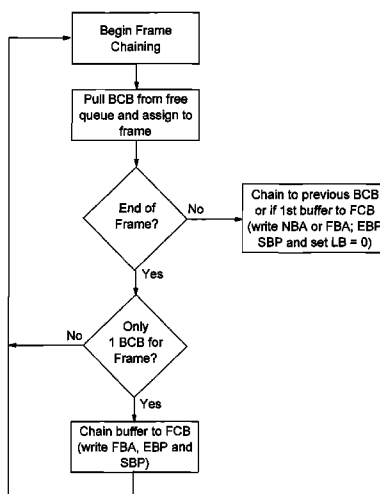 Begin Frame
Chaining
Pull BCB from free
queue and assign to
frame
End of
Frame?
No
Chain to previous BCB
or if 1st buffer to FCB
(write NBA or FBA; EBP
SBP and set LB = 0)
Yes
Only
1 BCB for
Frame?
No
Yes
Chain buffer to FCB
(write FBA, EBP and
SBP)